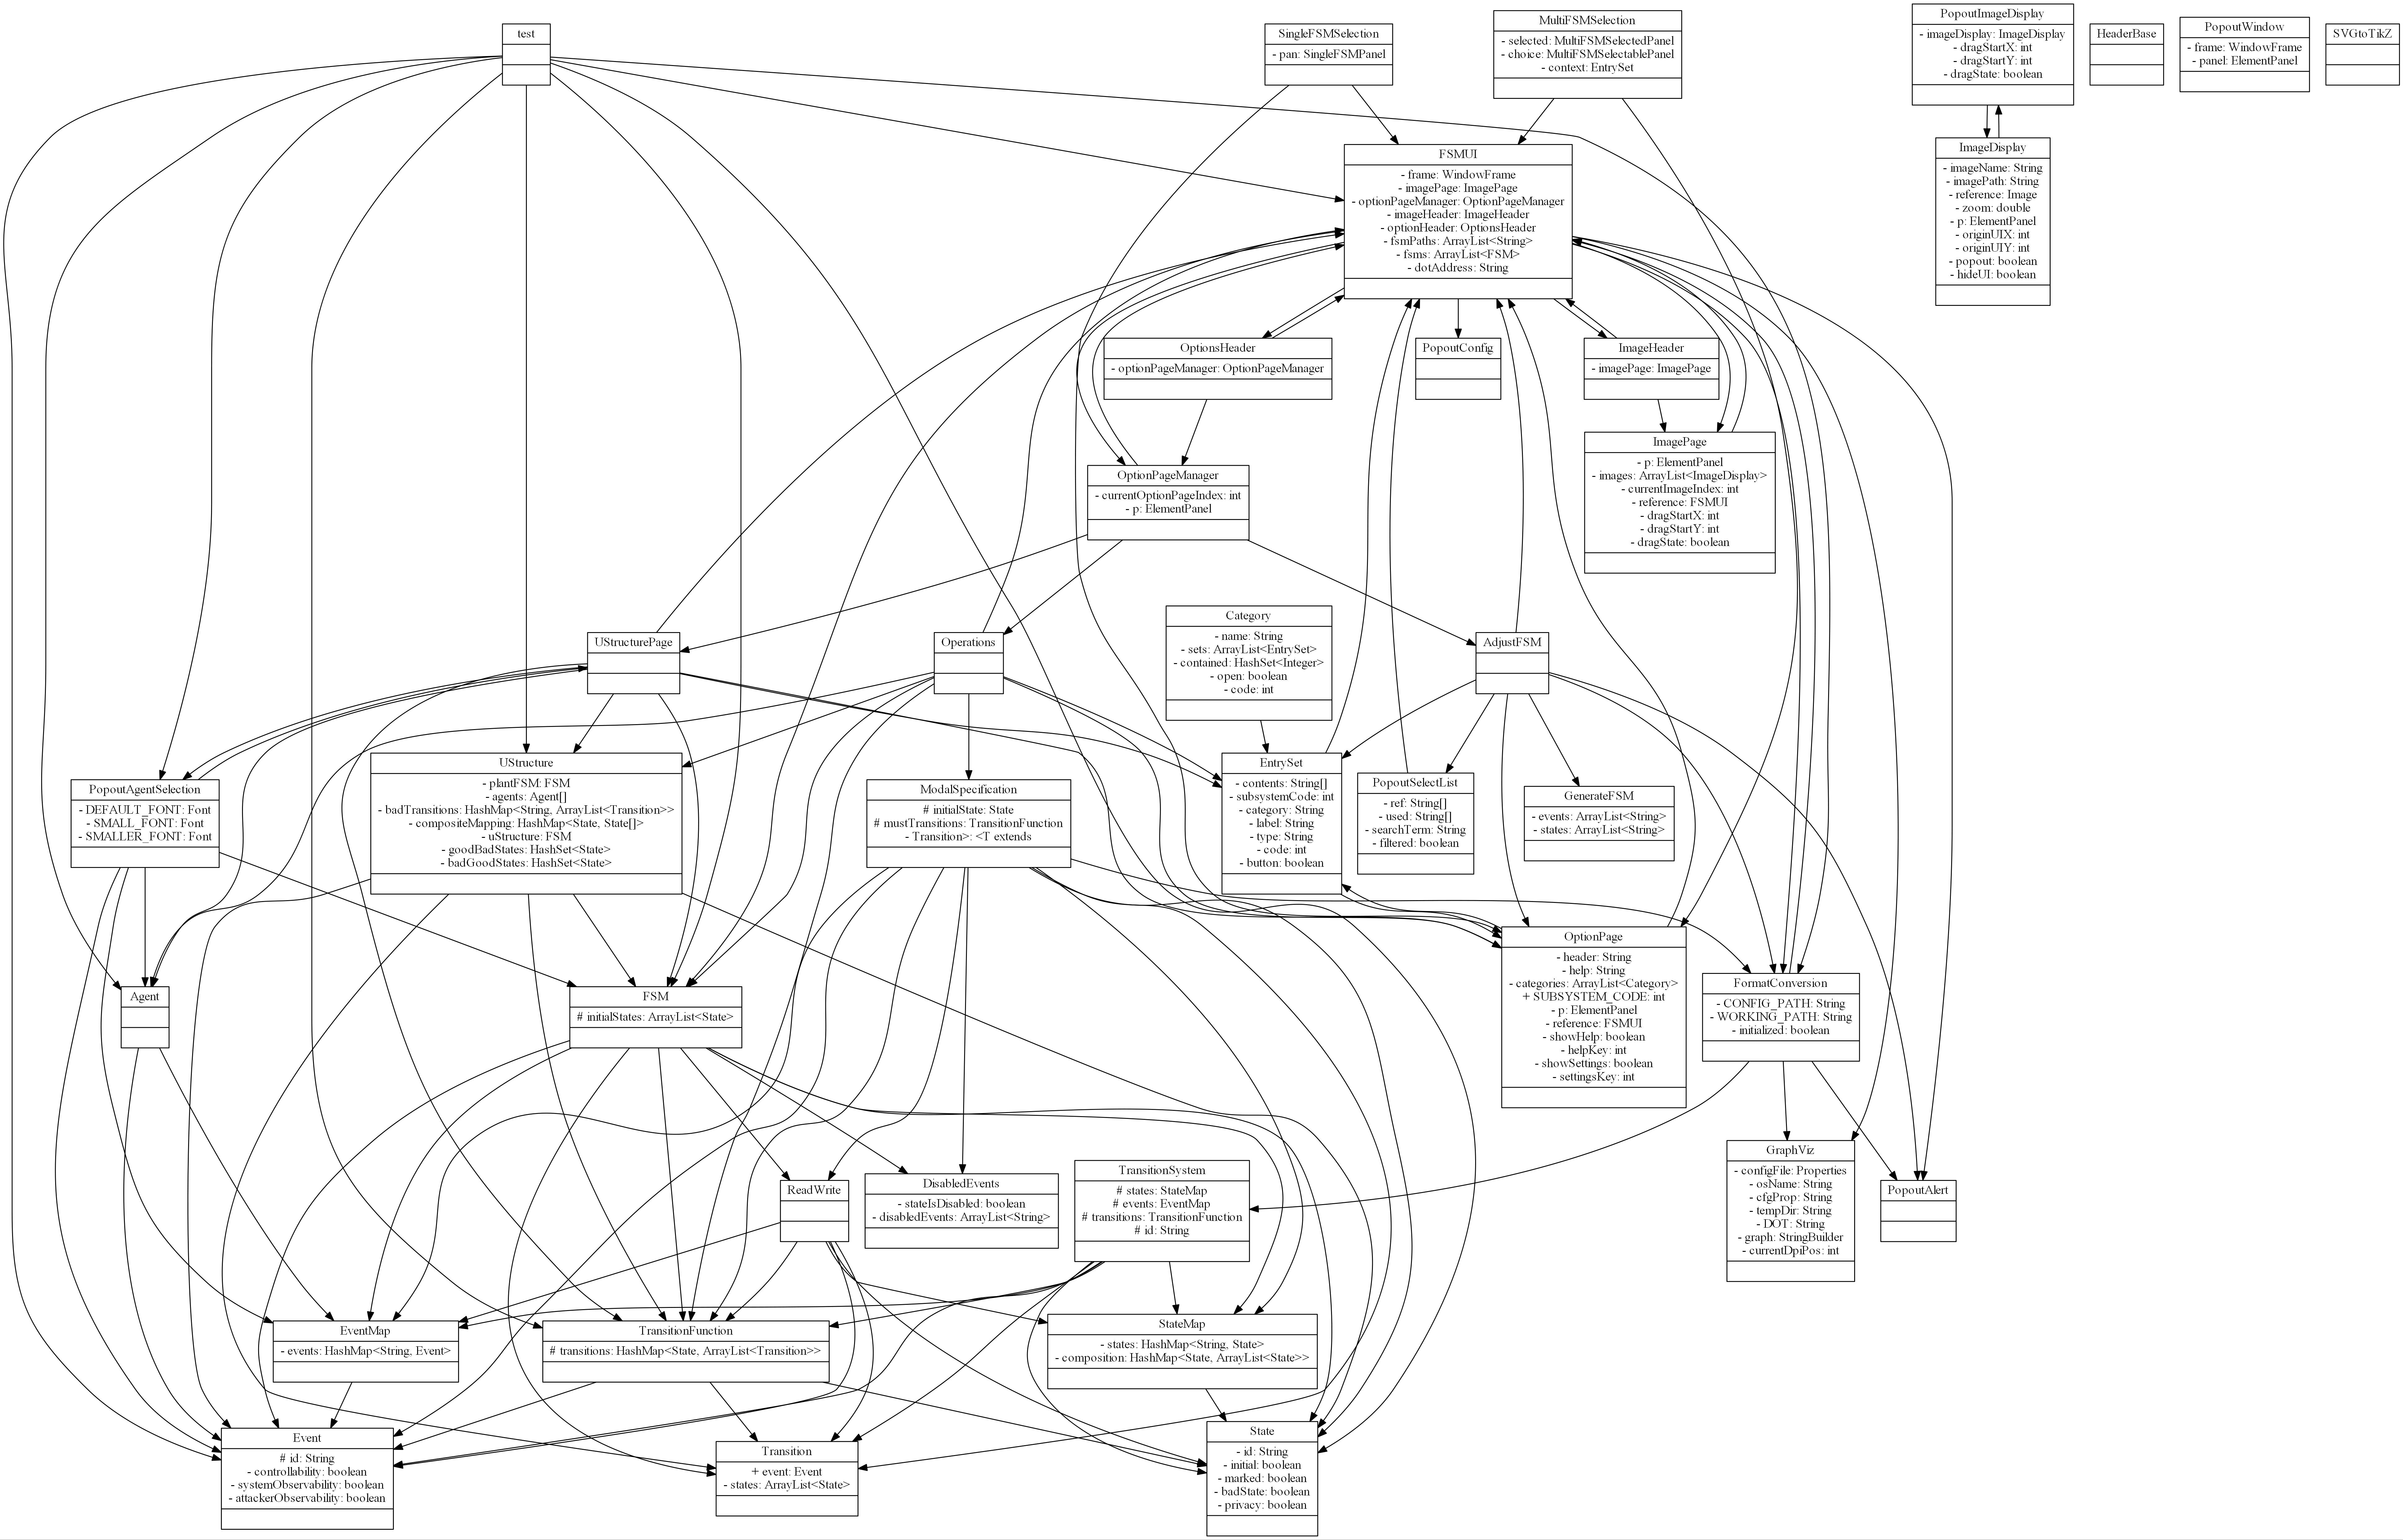 test
SingleFSMSelection
- pan: SingleFSMPanel
MultiFSMSelection
- selected: MultiFSMSelectedPanel
- choice: MultiFSMSelectablePanel
- context: EntrySet
PopoutImageDisplay
- imageDisplay: ImageDisplay
- dragStartX: int
- dragStartY: int
- dragState: boolean
HeaderBase
PopoutWindow
- frame: WindowFrame
- panel: ElementPanel
SVGtoTikZ
FSMUI
- frame: WindowFrame
- imagePage: ImagePage
- optionPageManager: OptionPageManager
- imageHeader: ImageHeader
- optionHeader: OptionsHeader
- fsmPaths: ArrayList<String>
- fsms: ArrayList<FSM>
- dotAddress: String
ImageDisplay
- imageName: String
- imagePath: String
- reference: Image
- zoom: double
- p: ElementPanel
- originUIX: int
- originUIY: int
- popout: boolean
- hideUI: boolean
OptionsHeader
- optionPageManager: OptionPageManager
PopoutConfig
ImageHeader
- imagePage: ImagePage
ImagePage
- p: ElementPanel
- images: ArrayList<ImageDisplay>
- currentImageIndex: int
- reference: FSMUI
- dragStartX: int
- dragStartY: int
- dragState: boolean
OptionPageManager
- currentOptionPageIndex: int
- p: ElementPanel
UStructurePage
Operations
Category
- name: String
- sets: ArrayList<EntrySet>
- contained: HashSet<Integer>
- open: boolean
- code: int
AdjustFSM
PopoutAgentSelection
- DEFAULT_FONT: Font
- SMALL_FONT: Font
- SMALLER_FONT: Font
UStructure
- plantFSM: FSM
- agents: Agent[]
- badTransitions: HashMap<String, ArrayList<Transition>>
- compositeMapping: HashMap<State, State[]>
- uStructure: FSM
- goodBadStates: HashSet<State>
- badGoodStates: HashSet<State>
ModalSpecification
# initialState: State
# mustTransitions: TransitionFunction
- Transition>: <T extends
EntrySet
- contents: String[]
- subsystemCode: int
- category: String
- label: String
- type: String
- code: int
- button: boolean
PopoutSelectList
- ref: String[]
- used: String[]
- searchTerm: String
- filtered: boolean
GenerateFSM
- events: ArrayList<String>
- states: ArrayList<String>
OptionPage
- header: String
- help: String
- categories: ArrayList<Category>
+ SUBSYSTEM_CODE: int
- p: ElementPanel
- reference: FSMUI
- showHelp: boolean
- helpKey: int
- showSettings: boolean
- settingsKey: int
FormatConversion
- CONFIG_PATH: String
- WORKING_PATH: String
- initialized: boolean
Agent
FSM
# initialStates: ArrayList<State>
ReadWrite
DisabledEvents
- stateIsDisabled: boolean
- disabledEvents: ArrayList<String>
TransitionSystem
# states: StateMap
# events: EventMap
# transitions: TransitionFunction
# id: String
GraphViz
- configFile: Properties
- osName: String
- cfgProp: String
- tempDir: String
- DOT: String
- graph: StringBuilder
- currentDpiPos: int
PopoutAlert
EventMap
- events: HashMap<String, Event>
TransitionFunction
# transitions: HashMap<State, ArrayList<Transition>>
StateMap
- states: HashMap<String, State>
- composition: HashMap<State, ArrayList<State>>
Event
# id: String
- controllability: boolean
- systemObservability: boolean
- attackerObservability: boolean
Transition
+ event: Event
- states: ArrayList<State>
State
- id: String
- initial: boolean
- marked: boolean
- badState: boolean
- privacy: boolean